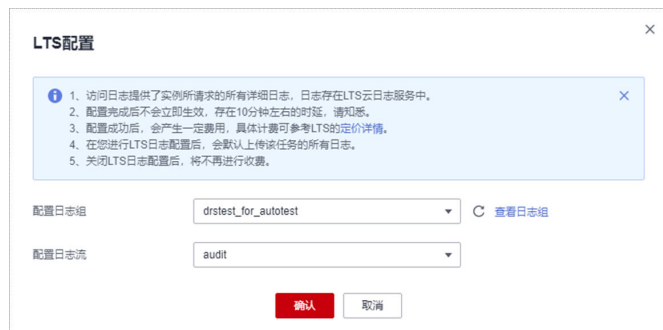 LTS配置
1、访问日志提供了实例所请求的所有详细日志，日志存在LTS云日志服务中。
2、配置完成后不会立即生效，存在10分钟左右的时延，请知悉。
3、配置成功后，会产生一定费用，具体计费可参考LTS的定价详情。
4、在您进行LTS日志配置后，会默认上传该任务的所有日志。
5、关闭LTS日志配置后，将不再进行收费。
配置日志组 drstest_for_autotest 查看日志组
配置日志流 audit
确认 取消